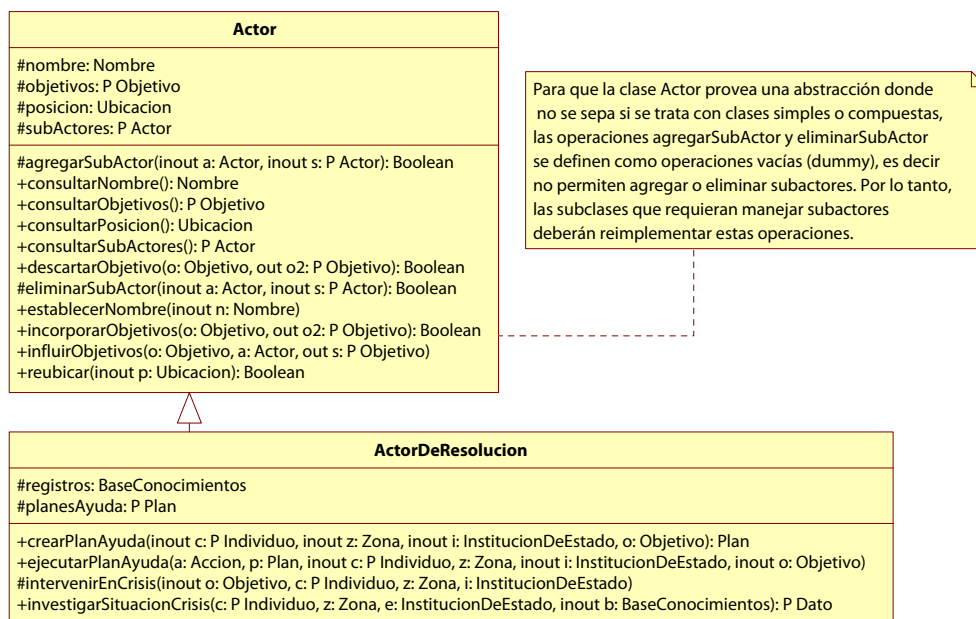 Actor
#nombre: Nombre
#objetivos: P Objetivo
#posicion: Ubicacion
#subActores: P Actor
#agregarSubActor(inout a: Actor, inout s: P Actor): Boolean
+consultarNombre(): Nombre
+consultarObjetivos(): P Objetivo
+consultarPosicion(): Ubicacion
+consultarSubActores(): P Actor
+descartarObjetivo(o: Objetivo, out o2: P Objetivo): Boolean
#eliminarSubActor(inout a: Actor, inout s: P Actor): Boolean
+establecerNombre(inout n: Nombre)
+incorporarObjetivos(o: Objetivo, out o2: P Objetivo): Boolean
+influirObjetivos(o: Objetivo, a: Actor, out s: P Objetivo)
+reubicar(inout p: Ubicacion): Boolean
Para que la clase Actor provea una abstracción donde
no se sepa si se trata con clases simples o compuestas,
las operaciones agregarSubActor y eliminarSubActor
se definen como operaciones vacías (dummy), es decir
no permiten agregar o eliminar subactores. Por lo tanto,
las subclases que requieran manejar subactores
deberán reimplementar estas operaciones.
ActorDeResolucion
#registros: BaseConocimientos
#planesAyuda: P Plan
+crearPlanAyuda(inout c: P Individuo, inout z: Zona, inout i: InstitucionDeEstado, o: Objetivo): Plan
+ejecutarPlanAyuda(a: Accion, p: Plan, inout c: P Individuo, z: Zona, inout i: InstitucionDeEstado, inout o: Objetivo)
#intervenirEnCrisis(inout o: Objetivo, c: P Individuo, z: Zona, i: InstitucionDeEstado)
+investigarSituacionCrisis(c: P Individuo, z: Zona, e: InstitucionDeEstado, inout b: BaseConocimientos): P Dato